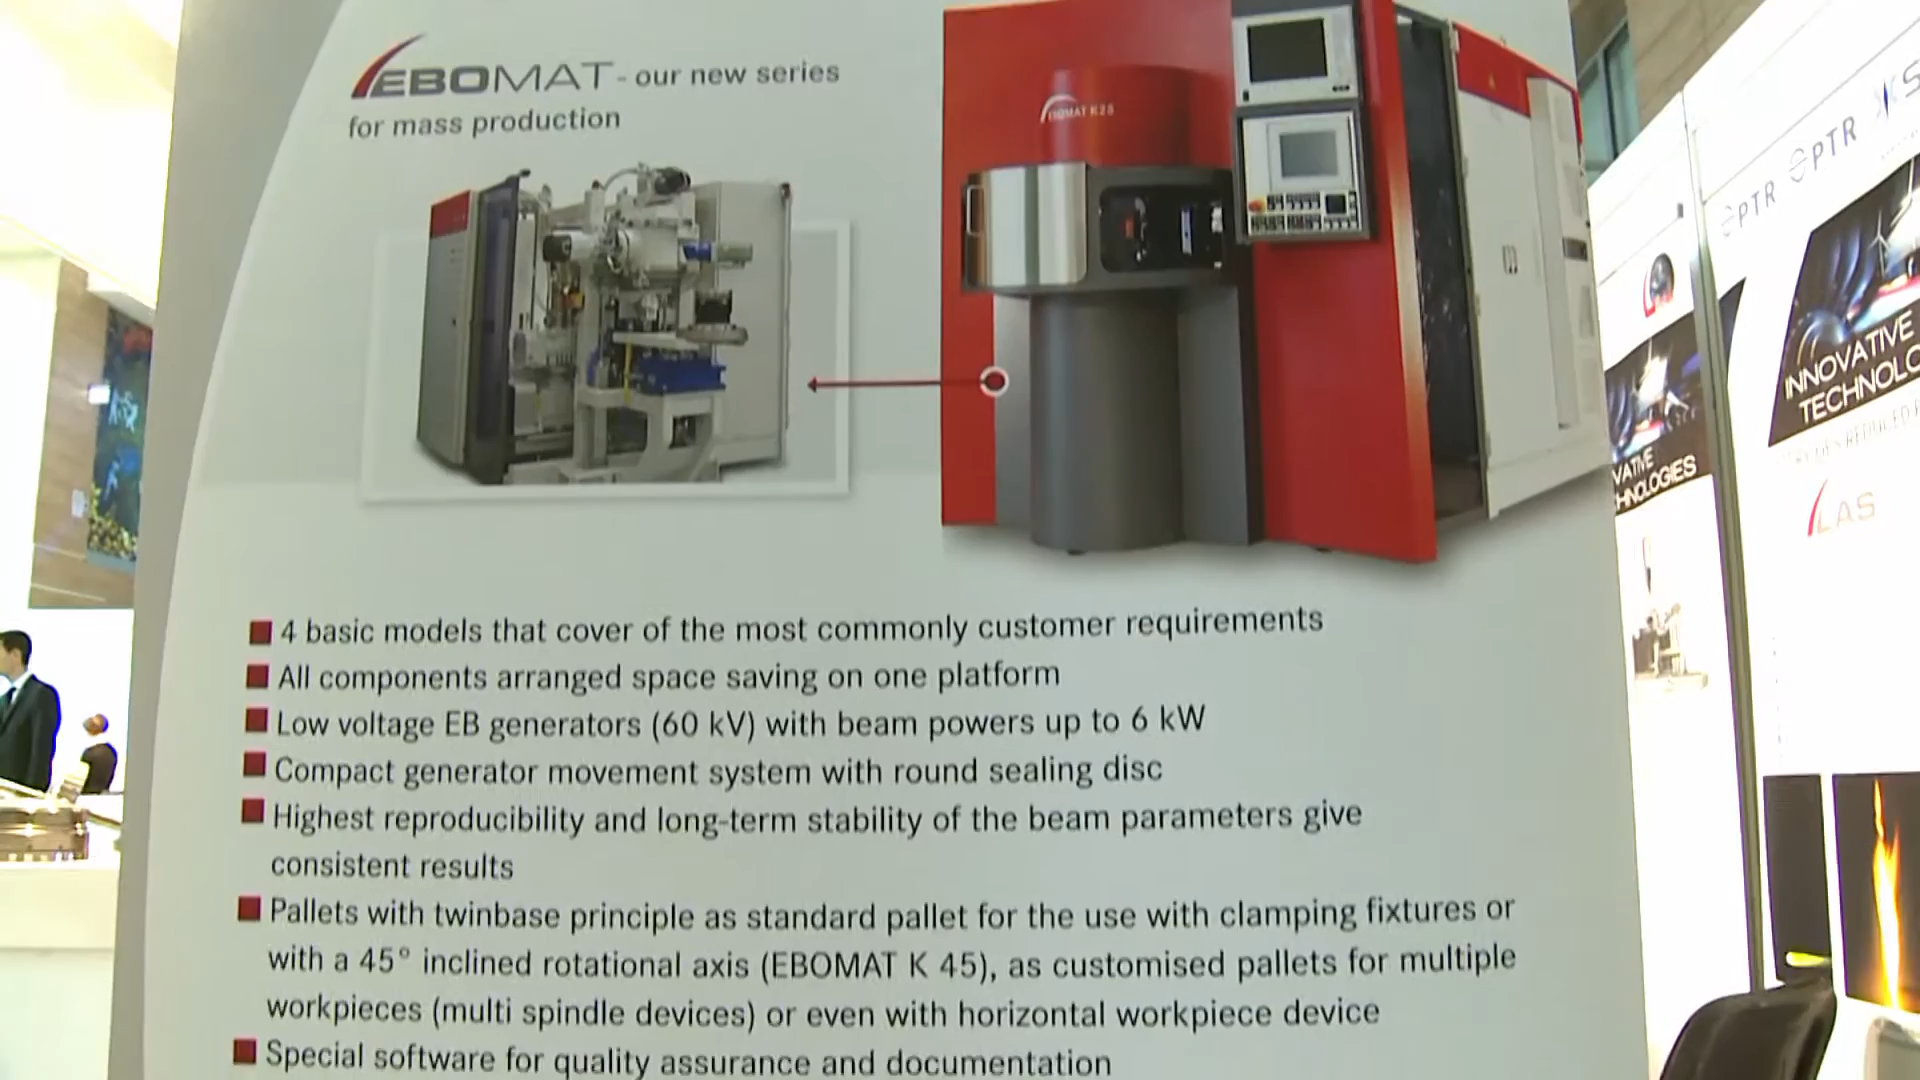 EBOMAT - our new series
for mass production
EBOMAT K25
4 basic models that cover of the most commonly customer requirements
All components arranged space saving on one platform
Low voltage EB generators (60 kV) with beam powers up to 6 kW
Compact generator movement system with round sealing disc
Highest reproducibility and long-term stability of the beam parameters give
consistent results
Pallets with twinbase principle as standard pallet for the use with clamping fixtures or
with a 45° inclined rotational axis (EBOMAT K 45), as customised pallets for multiple
workpieces (multi spindle devices) or even with horizontal workpiece device
Special software for quality assurance and documentation
PTR PTR
INNOVATIVE
TECHNOLO
VATIVE
HNOLOGIES
LAS